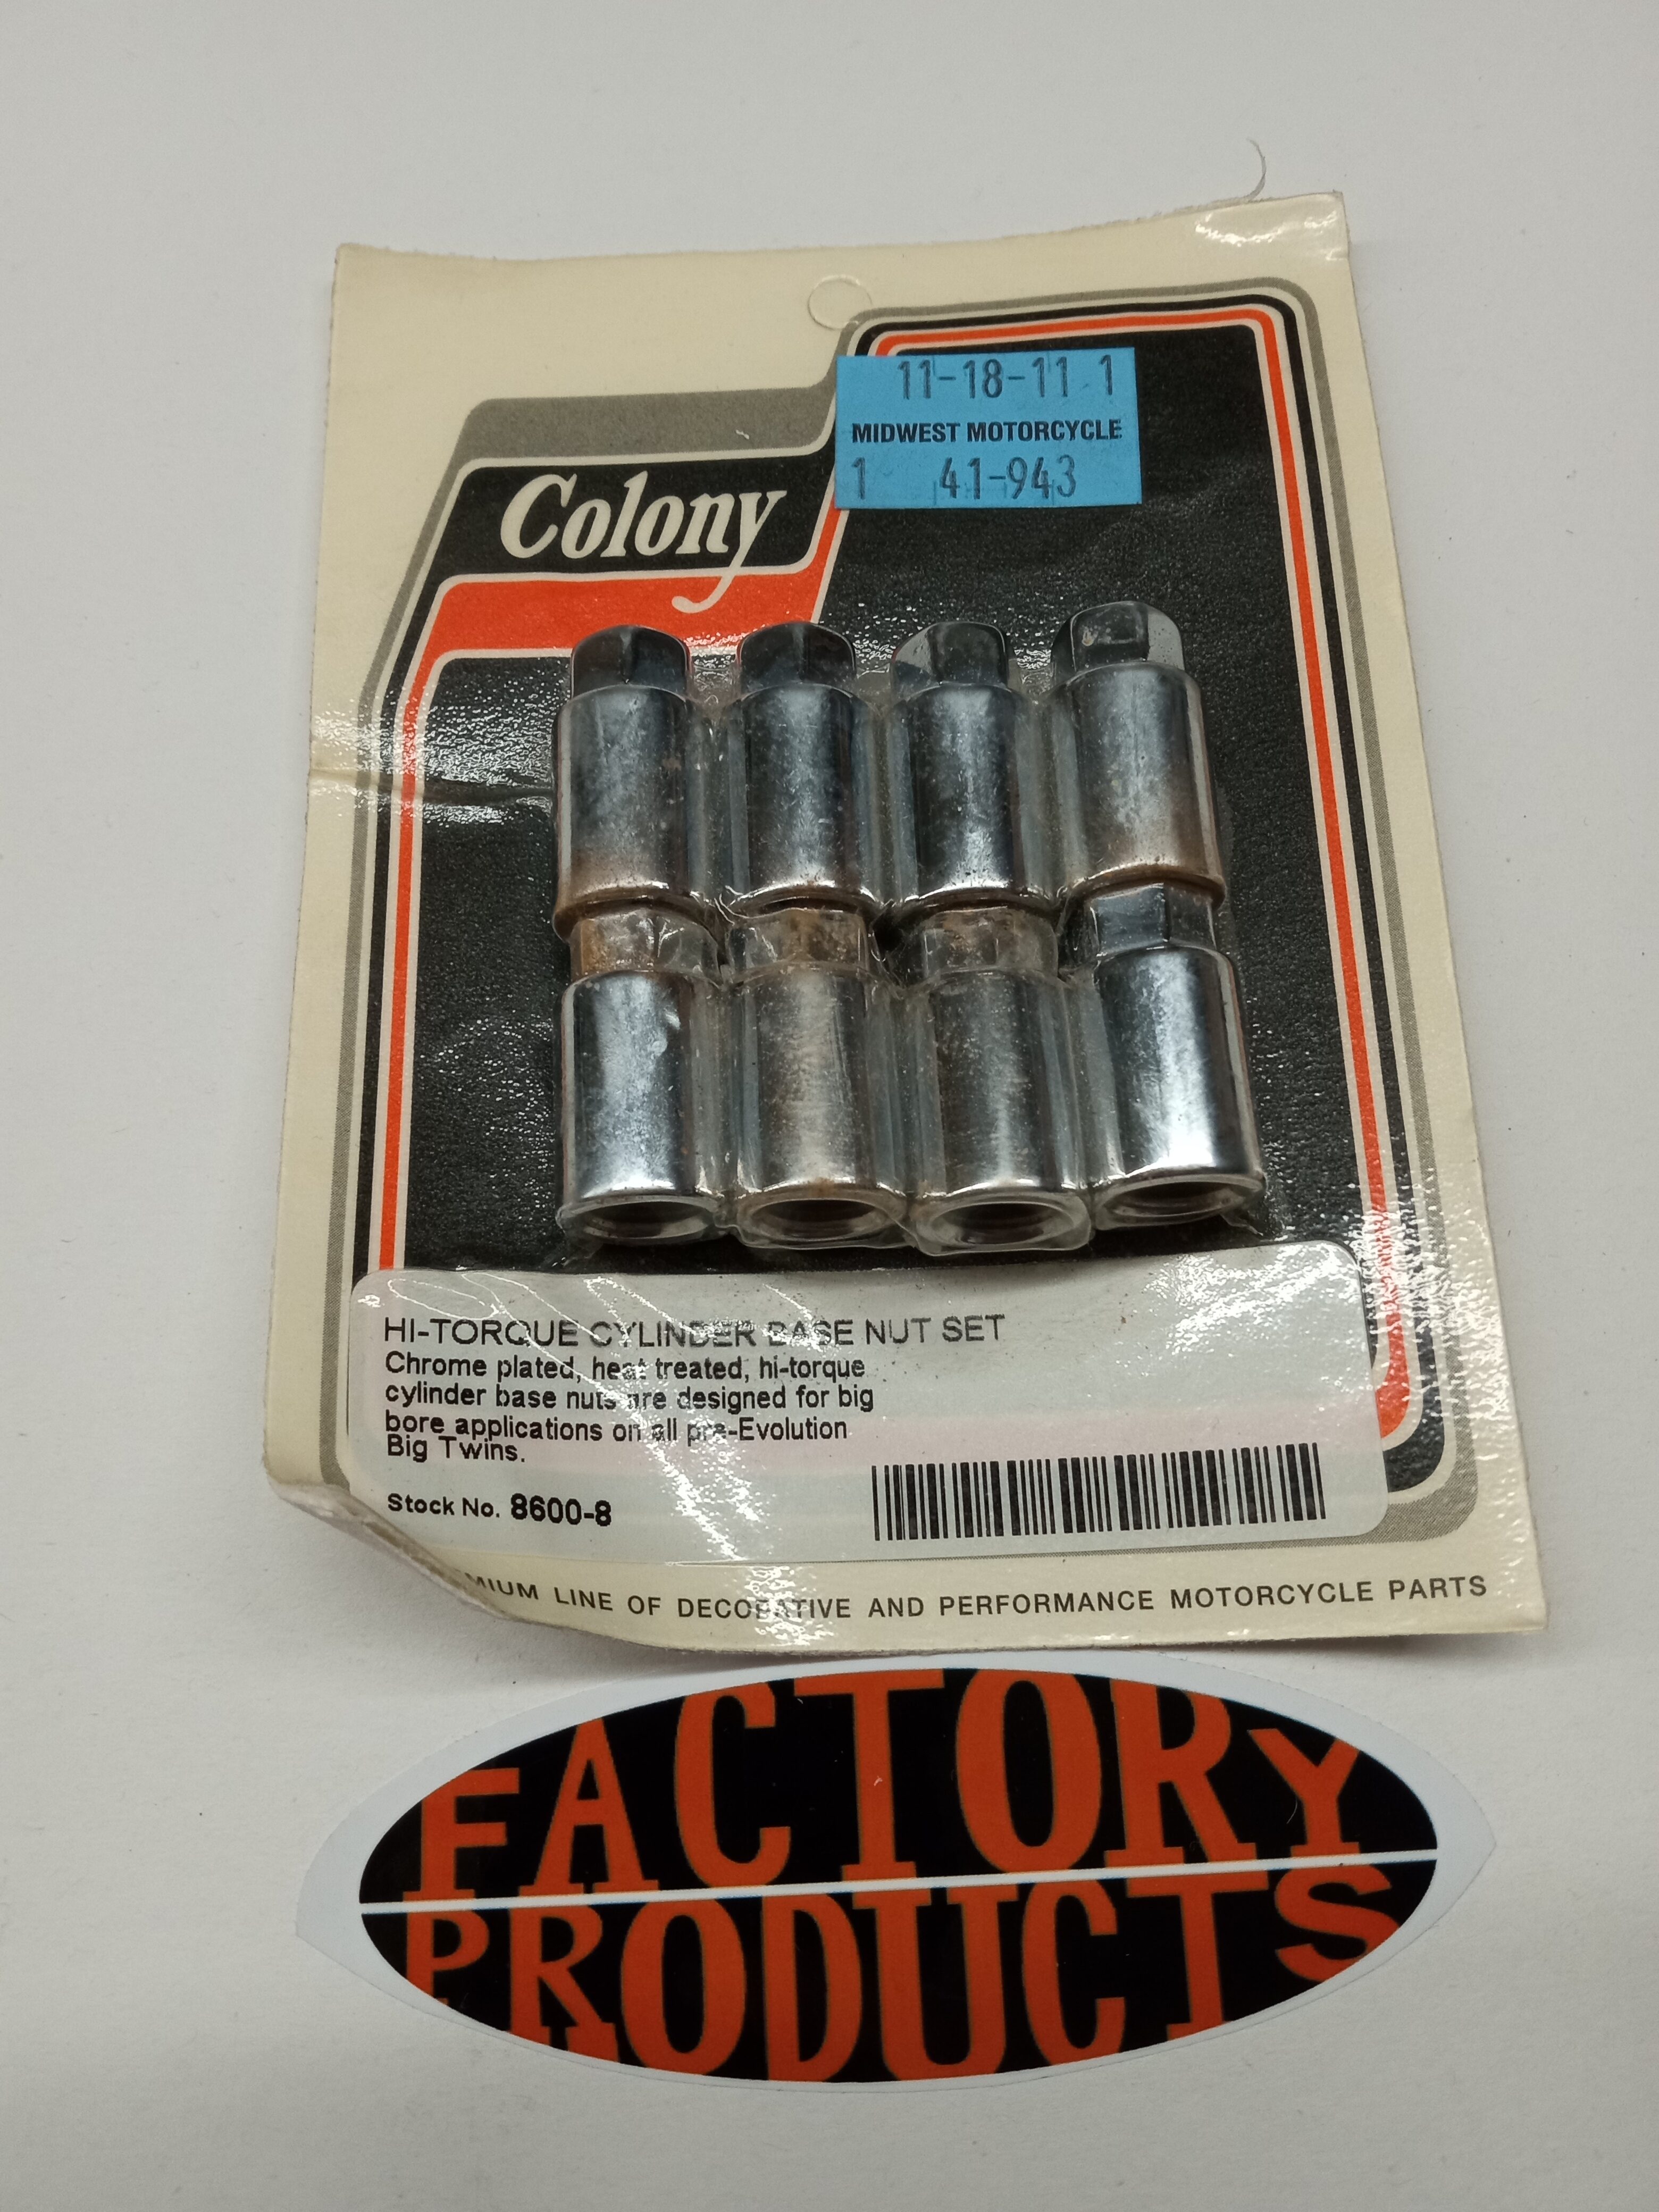 11-18-11 1
MIDWEST MOTORCYCLE
1 41-943
Colony
HI-TORQUE CYLINDER BASE NUT SET
Chrome plated, heat treated, hi-torque
cylinder base nuts are designed for big
bore applications on all pre-Evolution
Big Twins.
Stock No. 8600-8
LINE OF DECORATIVE AND PERFORMANCE MOTORCYCLE PARTS
FACTORY
PRODUCTS